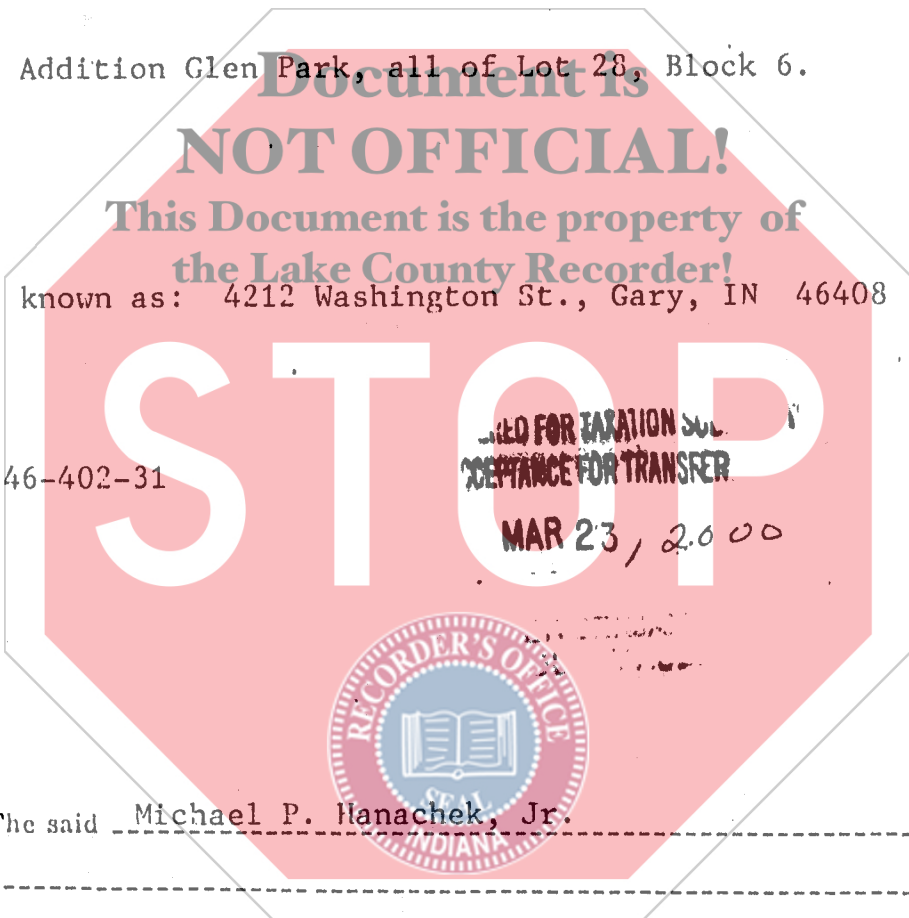 Addition Glen Park, all of Lot 28, Block 6.
Document is
NOT OFFICIAL!
This Document is the property of
the Lake County Recorder!
known as: 4212 Washington St., Gary, IN 46408
STOP
FOR TAXATION
46-402-31
FOR TRANSFER
MAR 23, 2000
RECORDER'S OFFICE
SEAL
INDIANA
he said Michael P. Hanachek, Jr.